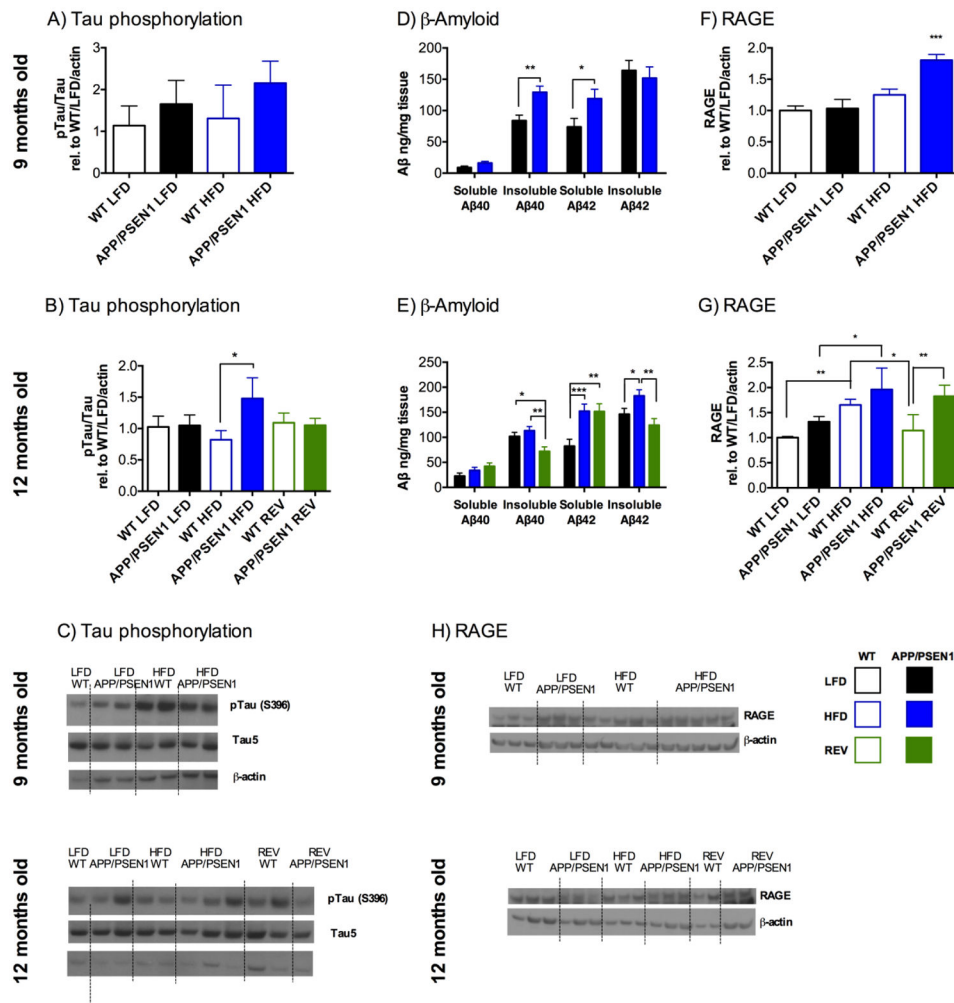 A) Tau phosphorylation
9 months old
pTau/Tau
rel. to WT/LFD/actin
3
2
1
0
WT LFD
APP/PSEN1 LFD
WT HFD
APP/PSEN1 HFD
D) β-Amyloid
Aβ ng/mg tissue
200
150
100
50
0
**
*
Soluble Insoluble Soluble Insoluble
Aβ40 Aβ40 Aβ42 Aβ42
F) RAGE
RAGE
rel. to WT/LFD/actin
2.0
1.5
1.0
0.5
0.0
***
WT LFD
APP/PSEN1 LFD
WT HFD
APP/PSEN1 HFD
B) Tau phosphorylation
12 months old
pTau/Tau
rel. to WT/LFD/actin
2.0
1.5
1.0
0.5
0.0
*
WT LFD
APP/PSEN1 LFD
WT HFD
APP/PSEN1 HFD
WT REV
APP/PSEN1 REV
E) β-Amyloid
Aβ ng/mg tissue
250
200
150
100
50
0
*
**
*** **
* **
Soluble Insoluble Soluble Insoluble
Aβ40 Aβ40 Aβ42 Aβ42
G) RAGE
RAGE
rel. to WT/LFD/actin
2.5
2.0
1.5
1.0
0.5
0.0
*
** * **
WT LFD
APP/PSEN1 LFD
WT HFD
APP/PSEN1 HFD
WT REV
APP/PSEN1 REV
C) Tau phosphorylation
9 months old
LFD LFD HFD HFD
WT APP/PSEN1 WT APP/PSEN1
pTau (S396)
Tau5
β-actin
12 months old
LFD LFD HFD HFD REV REV
WT APP/PSEN1 WT APP/PSEN1 WT APP/PSEN1
pTau (S396)
Tau5
H) RAGE
9 months old
LFD LFD HFD HFD
WT APP/PSEN1 WT APP/PSEN1
RAGE
β-actin
12 months old
LFD LFD HFD HFD REV REV
WT APP/PSEN1 WT APP/PSEN1 WT APP/PSEN1
RAGE
β-actin
WT APP/PSEN1
LFD
HFD
REV